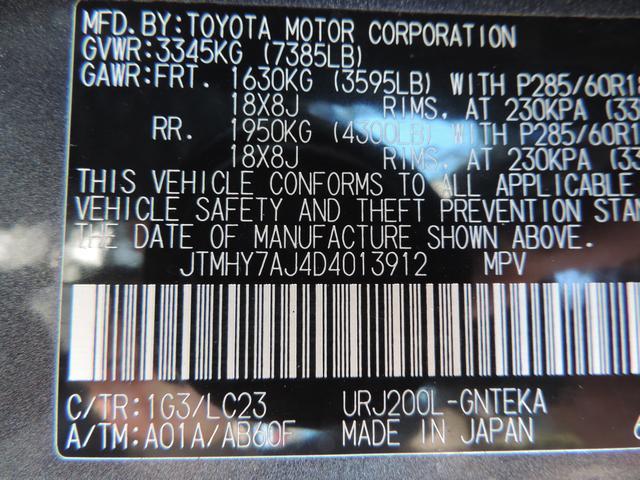 MFD.BY:TOYOTA MOTOR CORPORATION
GVWR:3345KG (7385LB)
GAWR:FRT. 1630KG (3595LB) WITH P285/60R18
18X8J RIMS, AT 230KPA (33
RR. 1950KG (4300LB) WITH P285/60R1
18X8J RIMS, AT 230KPA (33
THIS VEHICLE CONFORMS TO ALL APPLICABLE
VEHICLE SAFETY AND THEFT PREVENTION STAN
THE DATE OF MANUFACTURE SHOWN ABOVE.
JTMHY7AJ4D4013912 MPV
C/TR:1G3/LC23 URJ200L-GNTEKA
A/TM:A01A/AB60F MADE IN JAPAN